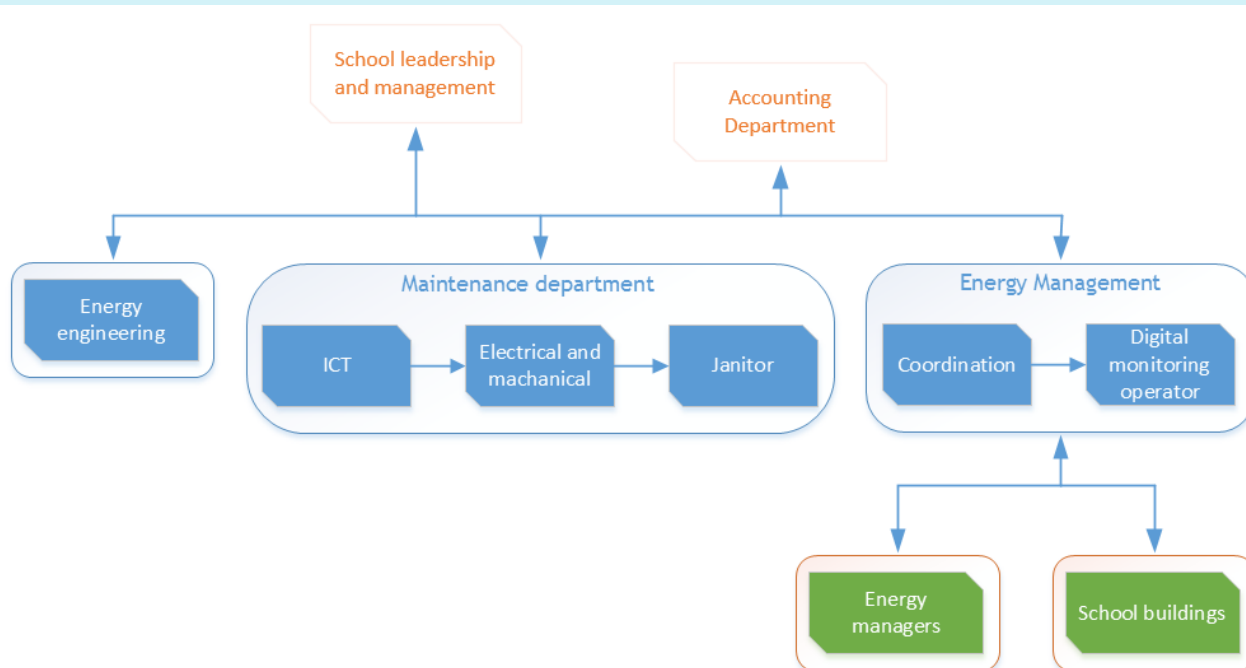 School leadership
and management
Accounting
Department
Energy
engineering
Maintenance department
ICT
Electrical and
machanical
Janitor
Energy Management
Coordination
Digital
monitoring
operator
Energy
managers
School buildings